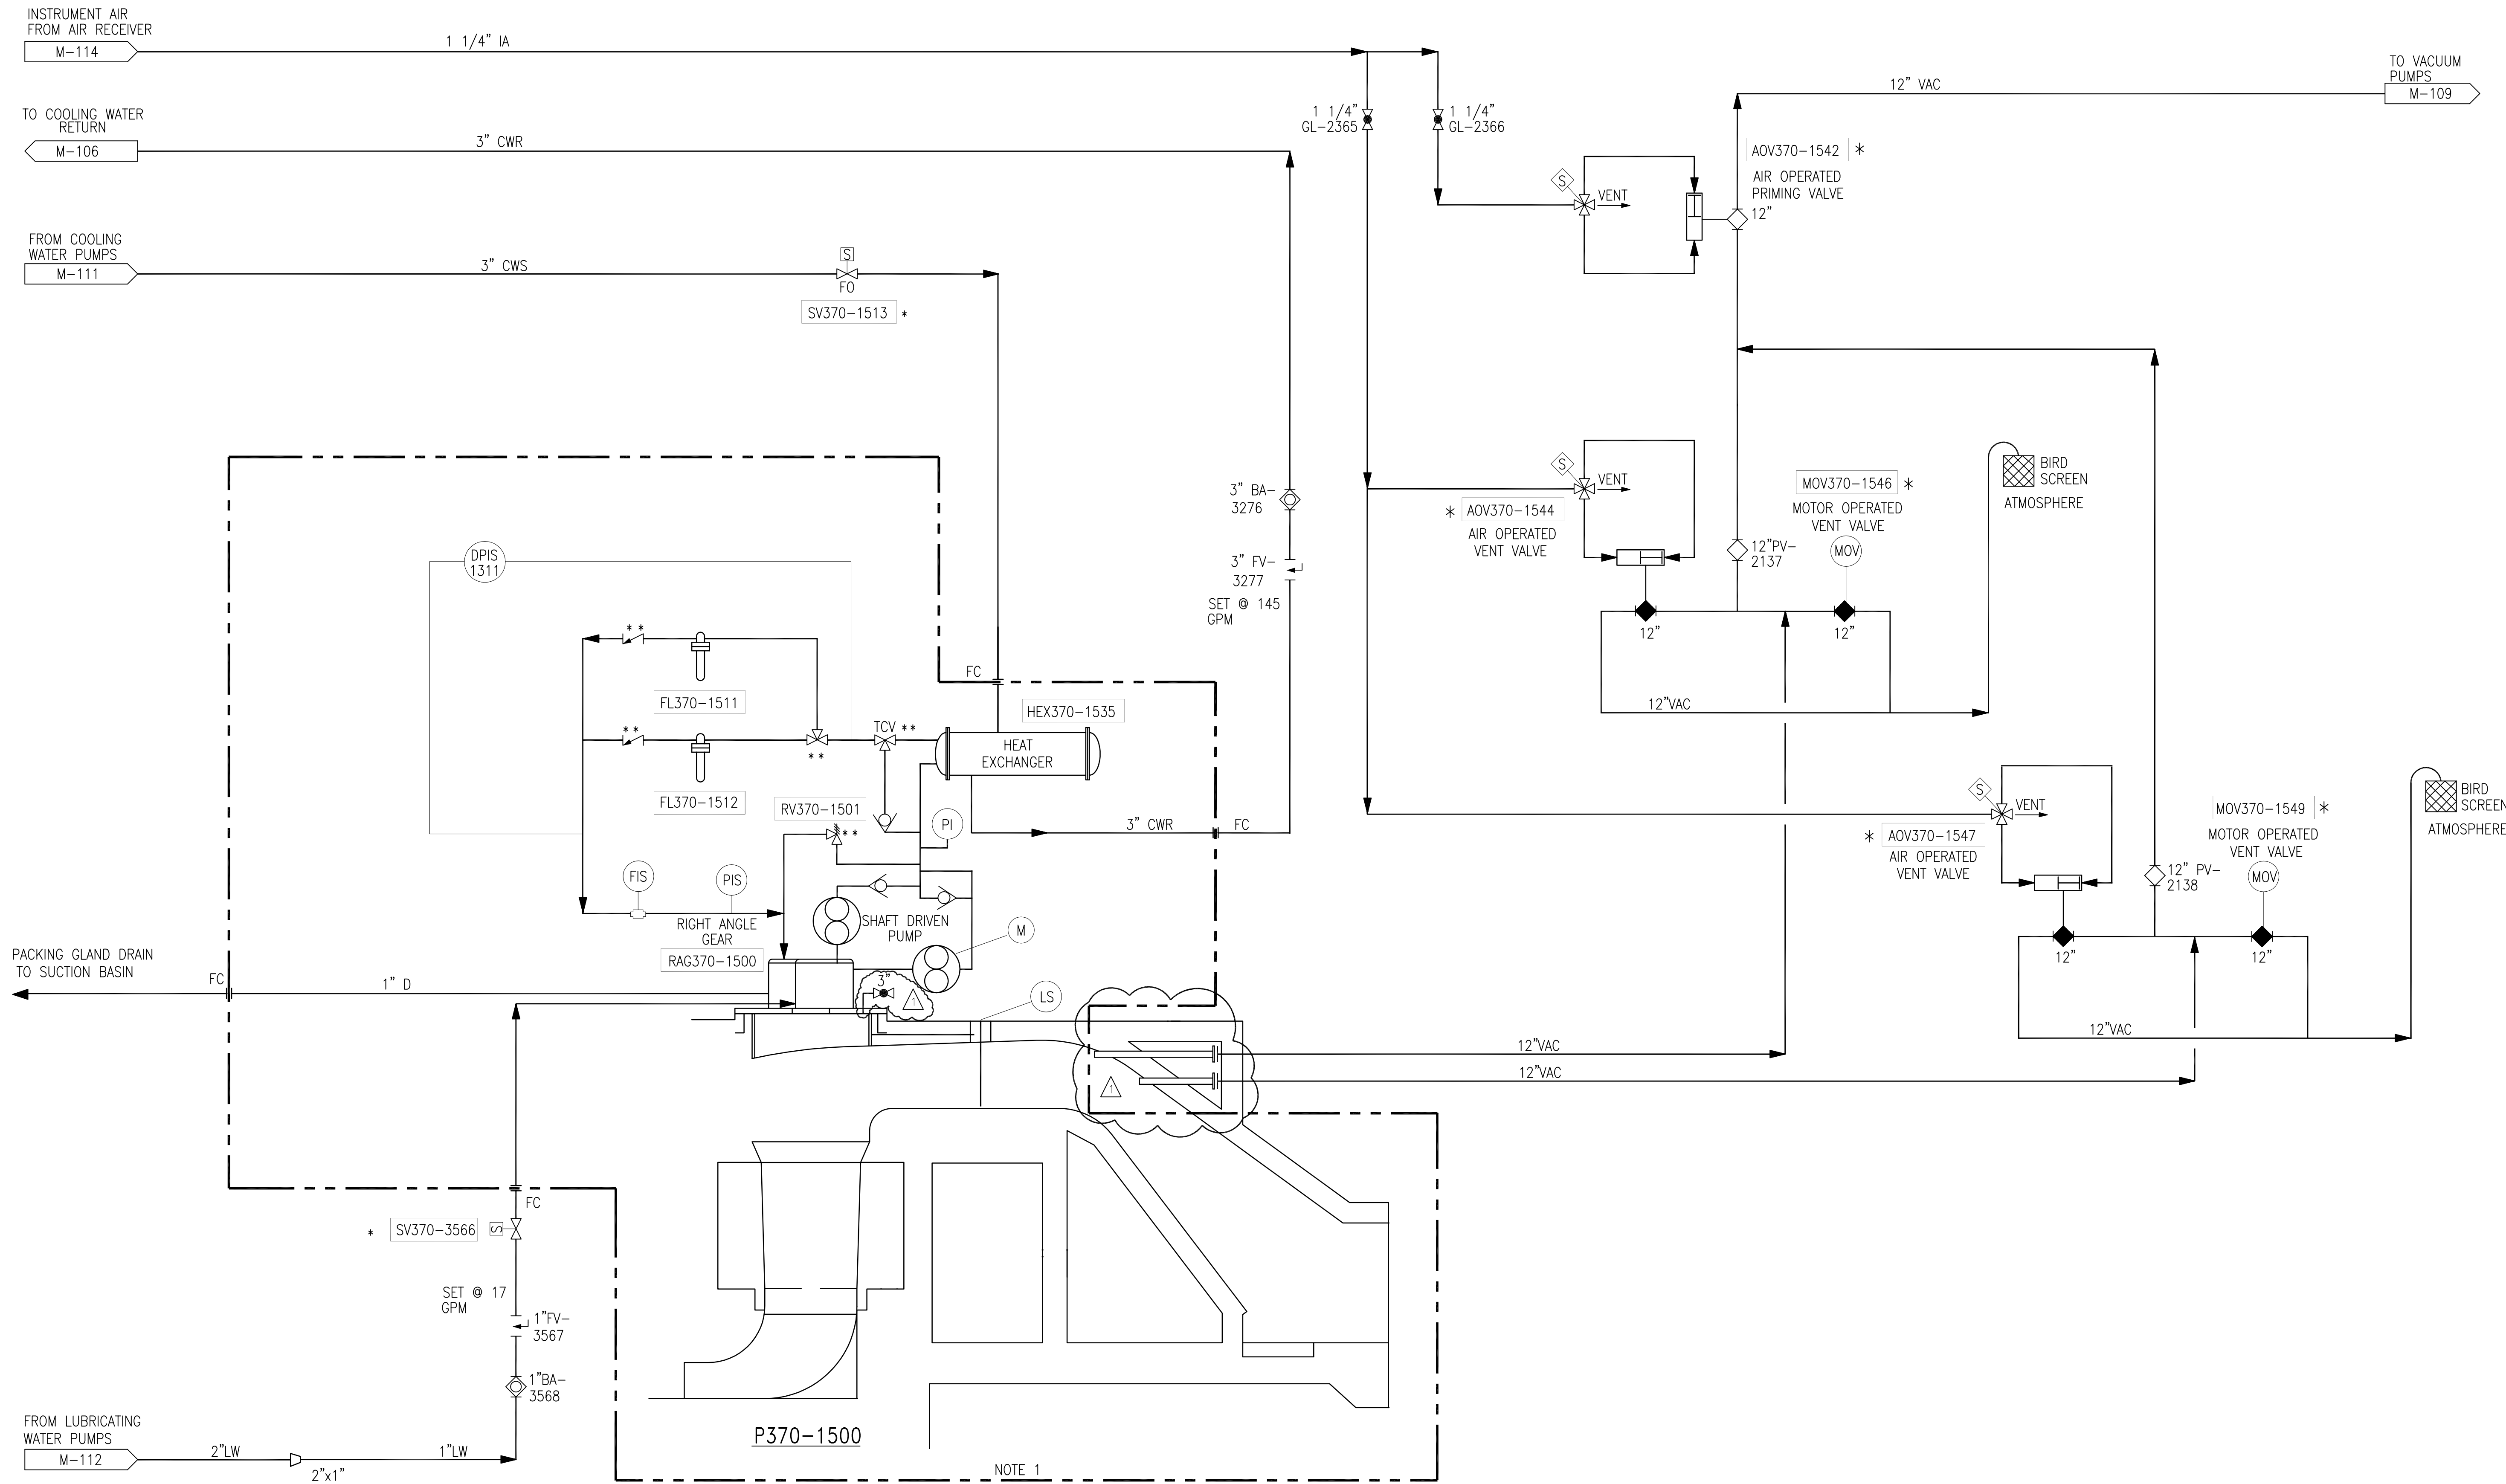 INSTRUMENT AIR
FROM AIR RECEIVER
M-114
1 1/4" IA
TO VACUUM
PUMPS
M-109
12" VAC
TO COOLING WATER
RETURN
M-106
3" CWR
1 1/4"
GL-2365
1 1/4"
GL-2366
AOV370-1542 *
AIR OPERATED
PRIMING VALVE
S
VENT
12"
FROM COOLING
WATER PUMPS
M-111
3" CWS
S
FO
SV370-1513 *
S
VENT
* AOV370-1544
AIR OPERATED
VENT VALVE
MOV370-1546 *
MOTOR OPERATED
VENT VALVE
MOV
BIRD
SCREEN
ATMOSPHERE
3" BA-
3276
3" FV-
3277
SET @ 145
GPM
12"PV-
2137
12"
12"
12"VAC
DPIS
1311
* *
FL370-1511
* *
FL370-1512
* *
TCV * *
FC
HEX370-1535
HEAT
EXCHANGER
RV370-1501
* *
PI
3" CWR
FC
FIS
PIS
RIGHT ANGLE
GEAR
RAG370-1500
SHAFT DRIVEN
PUMP
M
S
VENT
* AOV370-1547
AIR OPERATED
VENT VALVE
MOV370-1549 *
MOTOR OPERATED
VENT VALVE
MOV
BIRD
SCREEN
ATMOSPHERE
12" PV-
2138
12"
12"
12"VAC
PACKING GLAND DRAIN
TO SUCTION BASIN
FC
1" D
3"
1
LS
12"VAC
12"VAC
1
FC
* SV370-3566
S
SET @ 17
GPM
1"FV-
3567
1"BA-
3568
FROM LUBRICATING
WATER PUMPS
M-112
2"LW
2"x1"
1"LW
P370-1500
NOTE 1